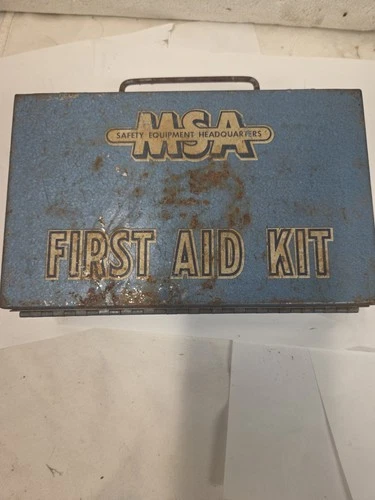 MSA
SAFETY EQUIPMENT HEADQUARTERS
FIRST AID KIT